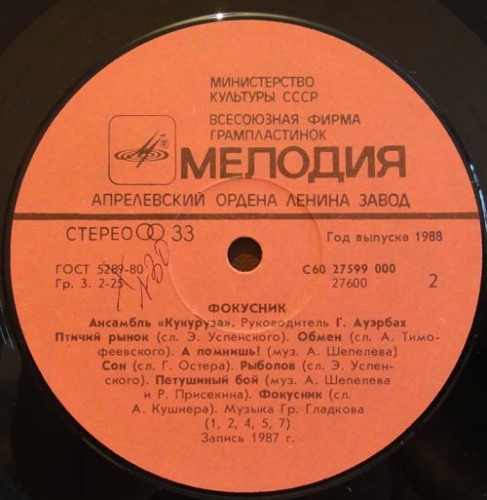 МИНИСТЕРСТВО
КУЛЬТУРЫ СССР
ВСЕСОЮЗНАЯ ФИРМА
ГРАМПЛАСТИНОК
МЕЛОДИЯ
АПРЕЛЕВСКИЙ ОРДЕНА ЛЕНИНА ЗАВОД
СТЕРЕО 33
Год выпуска 1988
ГОСТ 5289-80
С60 27599 000
Гр. 3. 2-25
27600
2
ФОКУСНИК
Ансамбль «Кукуруза». Руководитель Г. Ауэрбах
Птичий рынок (сл. Э. Успенского). Обмен (сл. А. Тимо-
феевского). А помнишь! (муз. А. Шепелева)
Сон (сл. Г. Остера). Рыболов (сл. Э. Успен-
ского). Петушиный бой (муз. А. Шепелева
и Р. Присекина). Фокусник (сл.
А. Кушнера). Музыка Гр. Гладкова
(1, 2, 4, 5, 7)
Запись 1987 г.